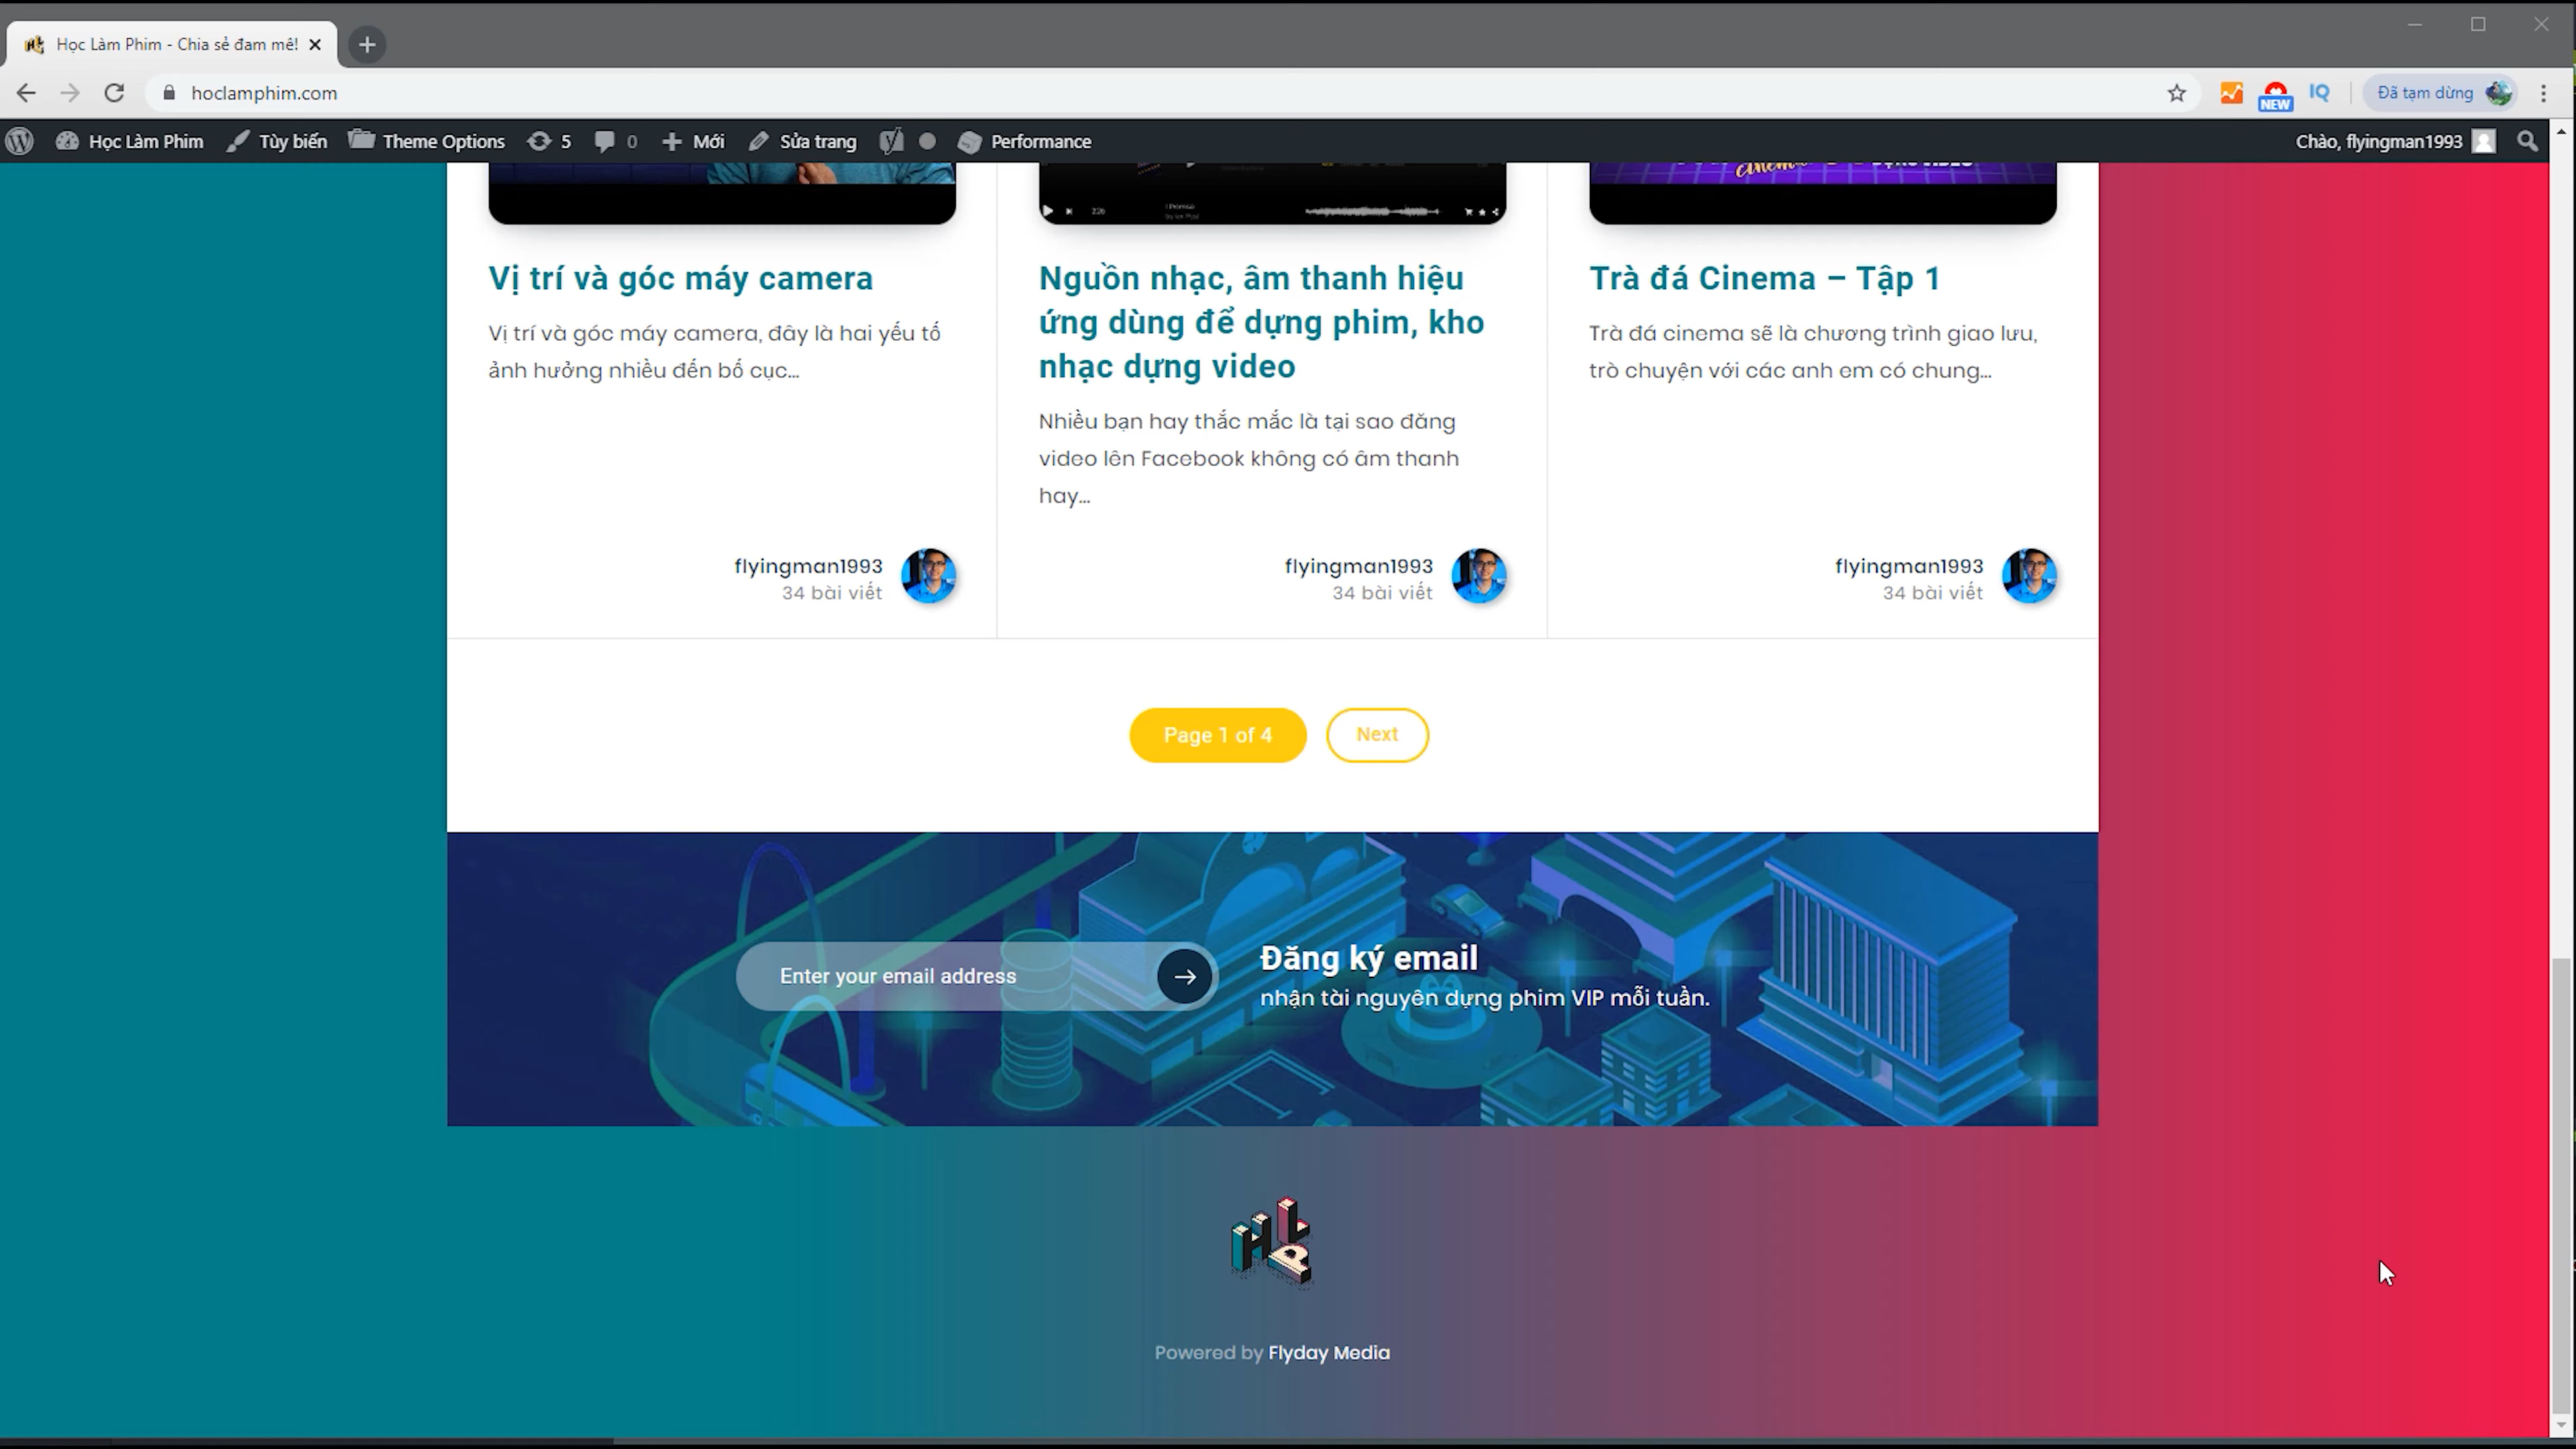 Học Làm Phim - Chia sẻ đam mê!
hoclamphim.com
NEW
IQ
Đã tạm dừng
Học Làm Phim
Tùy biến
Theme Options
5
0
Mới
Sửa trang
Performance
Chào, flyingman1993
cinema
2:26
Vị trí và góc máy camera
Vị trí và góc máy camera, đây là hai yếu tố
ảnh hưởng nhiều đến bố cục...
flyingman1993
34 bài viết
Nguồn nhạc, âm thanh hiệu
ứng dùng để dựng phim, kho
nhạc dựng video
Nhiều bạn hay thắc mắc là tại sao đăng
video lên Facebook không có âm thanh
hay...
flyingman1993
34 bài viết
Trà đá Cinema – Tập 1
Trà đá cinema sẽ là chương trình giao lưu,
trò chuyện với các anh em có chung...
flyingman1993
34 bài viết
Page 1 of 4
Next
Enter your email address
Đăng ký email
nhận tài nguyên dựng phim VIP mỗi tuần.
HLP
Powered by Flyday Media